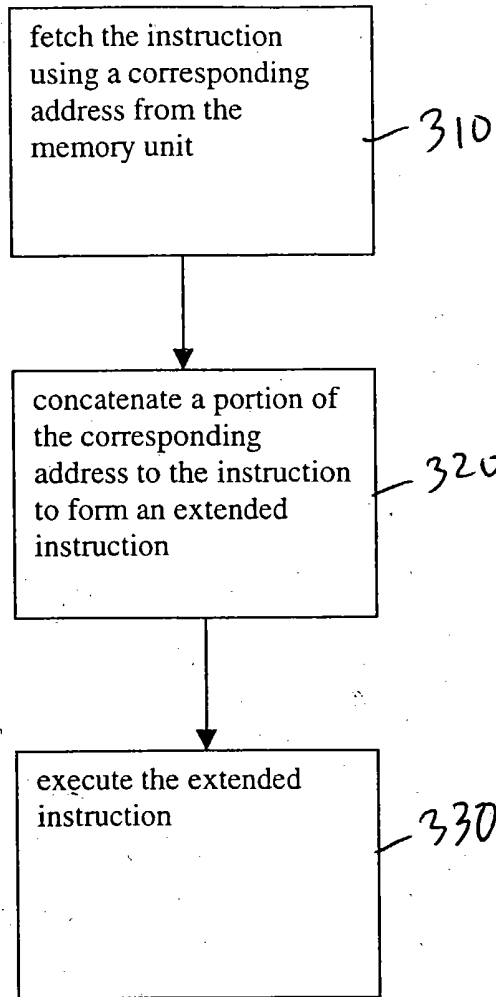 fetch the instruction
using a corresponding
address from the
memory unit
310
concatenate a portion of
the corresponding
address to the instruction
to form an extended
instruction
320
execute the extended
instruction
330